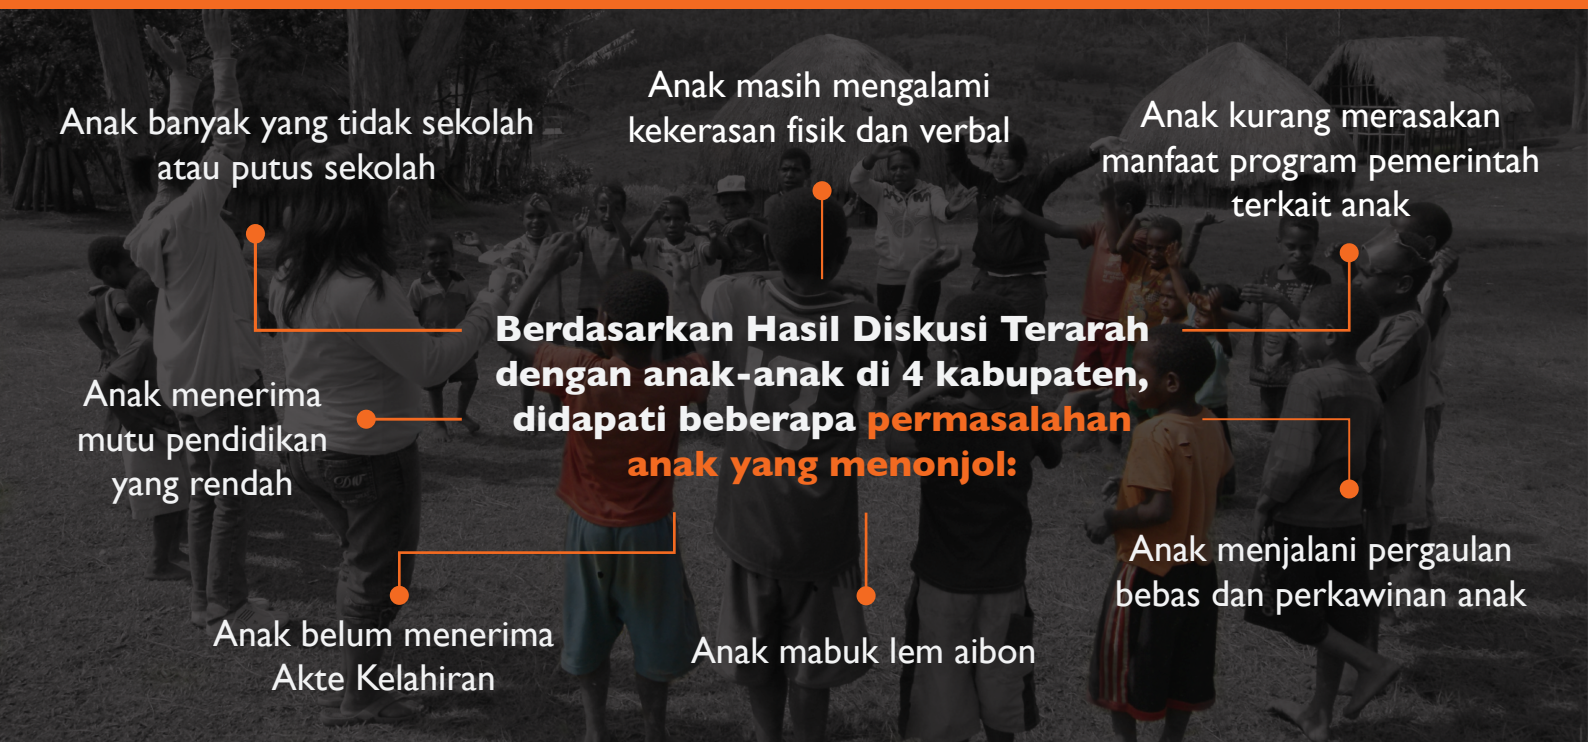 Anak banyak yang tidak sekolah
atau putus sekolah
Anak masih mengalami
kekerasan fisik dan verbal
Anak kurang merasakan
manfaat program pemerintah
terkait anak
Berdasarkan Hasil Diskusi Terarah
dengan anak-anak di 4 kabupaten,
didapati beberapa permasalahan
anak yang menonjol:
Anak menerima
mutu pendidikan
yang rendah
Anak menjalani pergaulan
bebas dan perkawinan anak
Anak belum menerima
Akte Kelahiran
Anak mabuk lem aibon